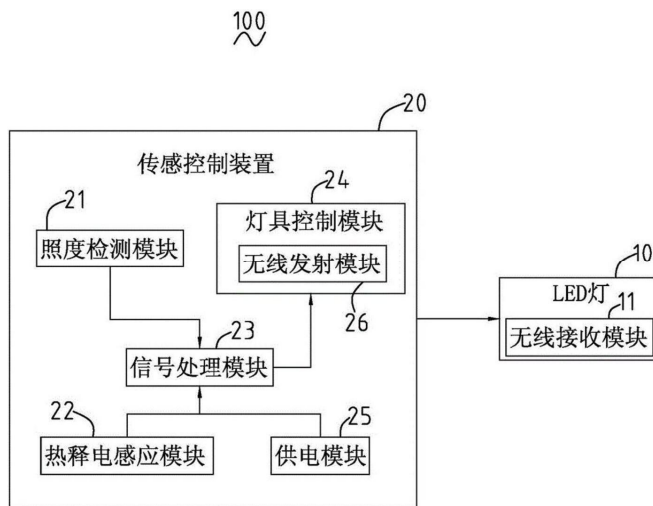 100
20
传感控制装置
24
21
灯具控制模块
照度检测模块
无线发射模块
10
LED灯
26
11
23
无线接收模块
信号处理模块
22
25
热释电感应模块
供电模块